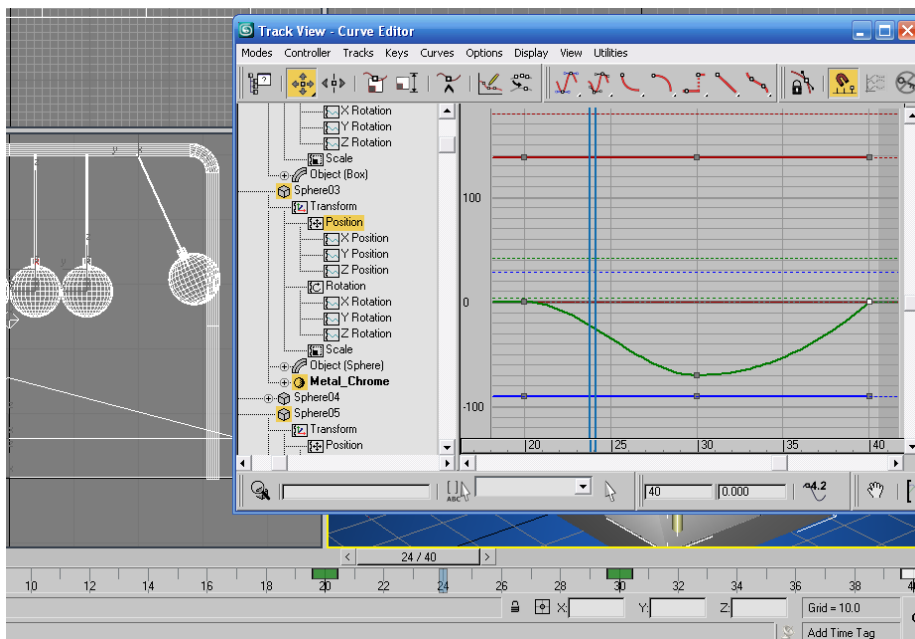 Track View - Curve Editor
Modes Controller Tracks Keys Curves Options Display View Utilities
X Rotation
Y Rotation
Z Rotation
Scale
Object (Box)
Sphere03
Transform
Position
X Position
Y Position
Z Position
Rotation
X Rotation
Y Rotation
Z Rotation
Scale
Object (Sphere)
Metal_Chrome
Sphere04
Sphere05
Transform
Position
100
0
-100
20 25 30 35 40
ABC
40 0.000 4.2
< 24 / 40 >
10 12 14 16 18 20 22 24 26 28 30 32 34 36 38
X: Y: Z: Grid = 10.0
Add Time Tag